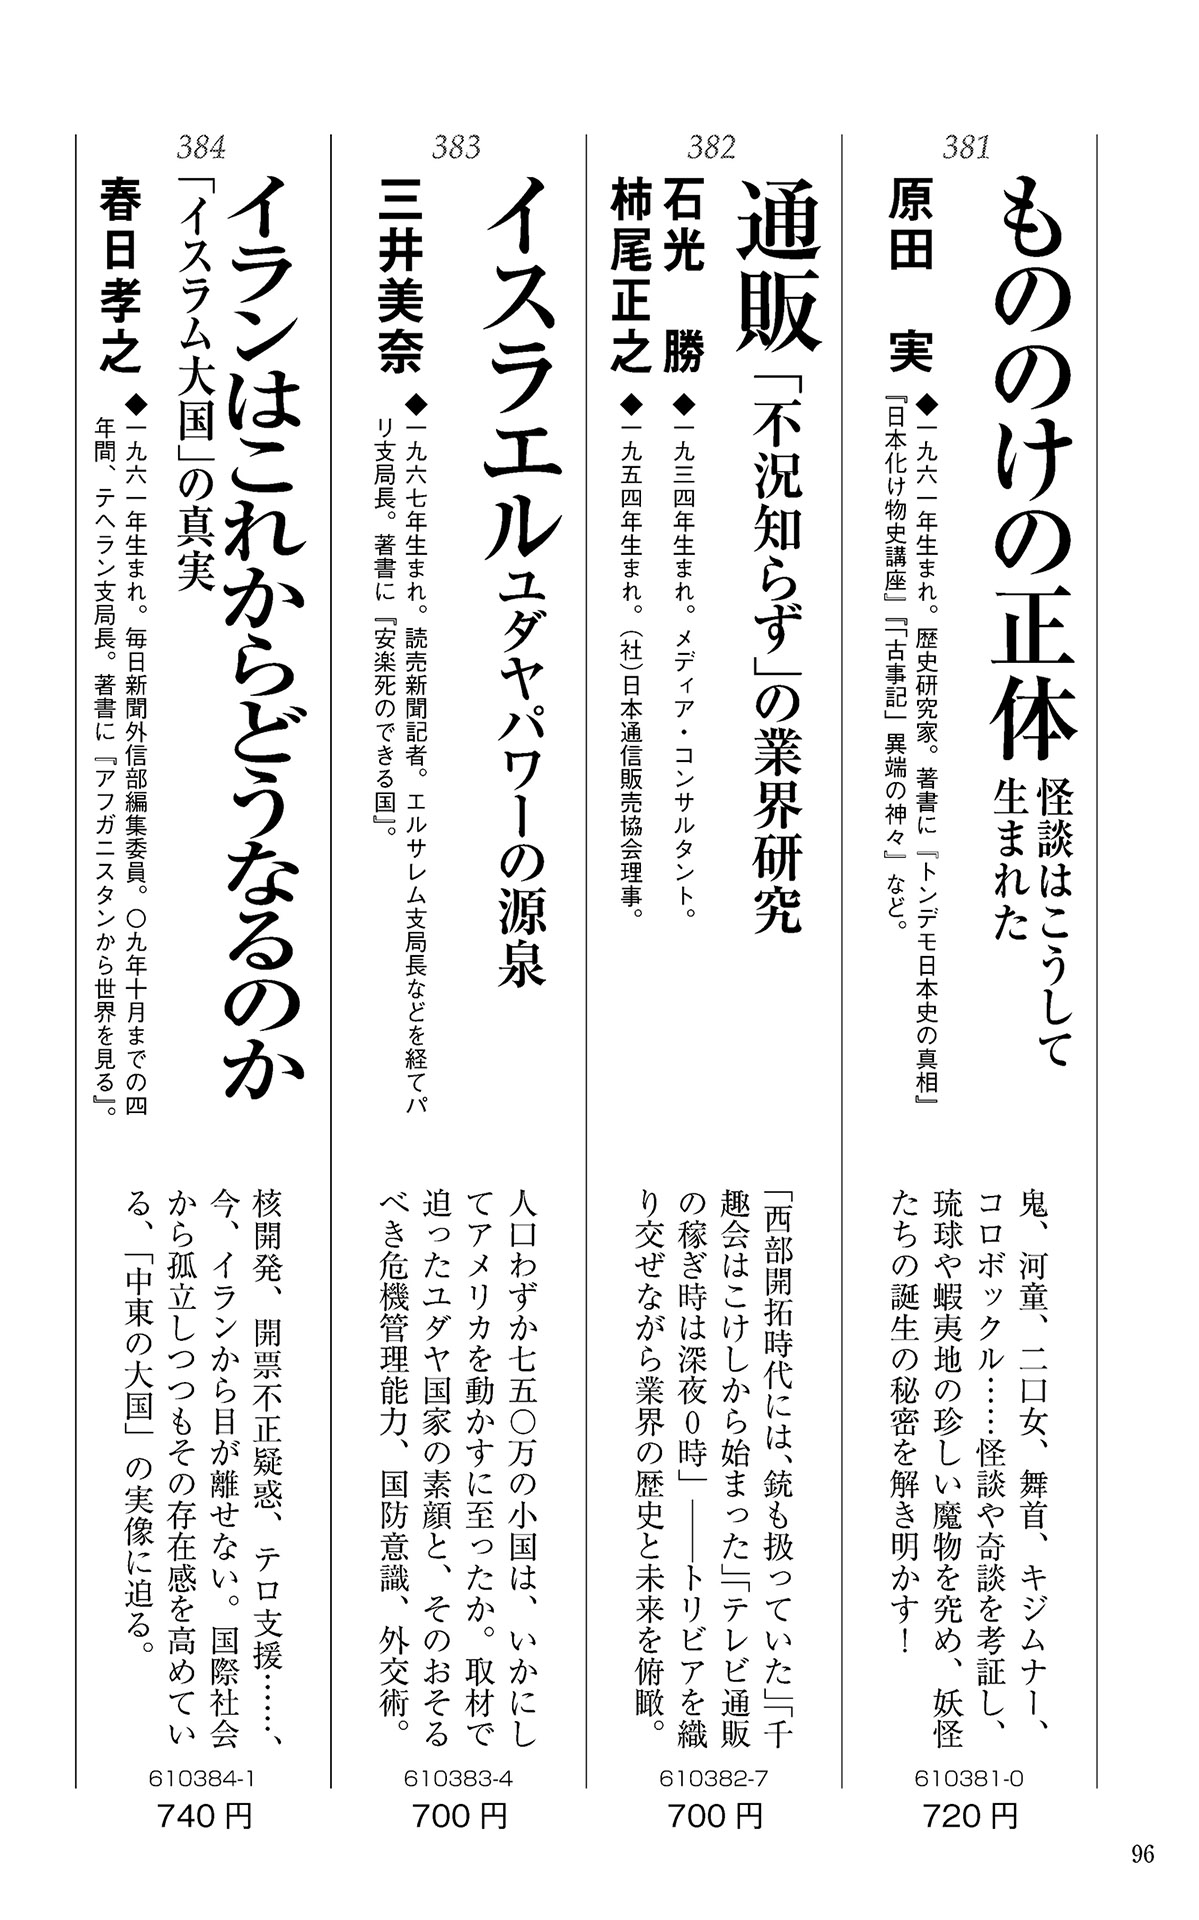 381
もののけの正体
怪談はこうして
生まれた
原田　実
◆一九六一年生まれ。歴史研究家。著書に『トンデモ日本史の真相』
『日本化け物史講座』『「古事記」異端の神々』など。
鬼、河童、二口女、舞首、キジムナー、
コロボックル……怪談や奇談を考証し、
琉球や蝦夷地の珍しい魔物を究め、妖怪
たちの誕生の秘密を解き明かす！
610381-0
720円
382
通販「不況知らず」の業界研究
石光　勝
◆一九三四年生まれ。メディア・コンサルタント。
柿尾正之
◆一九五四年生まれ。（社）日本通信販売協会理事。
「西部開拓時代には、銃も扱っていた」「千
趣会はこけしから始まった」「テレビ通販
の稼ぎ時は深夜0時」――トリビアを織
り交ぜながら業界の歴史と未来を俯瞰。
610382-7
700円
383
イスラエル ユダヤパワーの源泉
三井美奈
◆一九六七年生まれ。読売新聞記者。エルサレム支局長などを経てパ
リ支局長。著書に『安楽死のできる国』。
人口わずか七五〇万の小国は、いかにし
てアメリカを動かすに至ったか。取材で
迫ったユダヤ国家の素顔と、そのおそる
べき危機管理能力、国防意識、外交術。
610383-4
700円
384
イランはこれからどうなるのか
「イスラム大国」の真実
春日孝之
◆一九六一年生まれ。毎日新聞外信部編集委員。〇九年十月までの四
年間、テヘラン支局長。著書に『アフガニスタンから世界を見る』。
核開発、開票不正疑惑、テロ支援……、
今、イランから目が離せない。国際社会
から孤立しつつもその存在感を高めてい
る、「中東の大国」の実像に迫る。
610384-1
740円
96